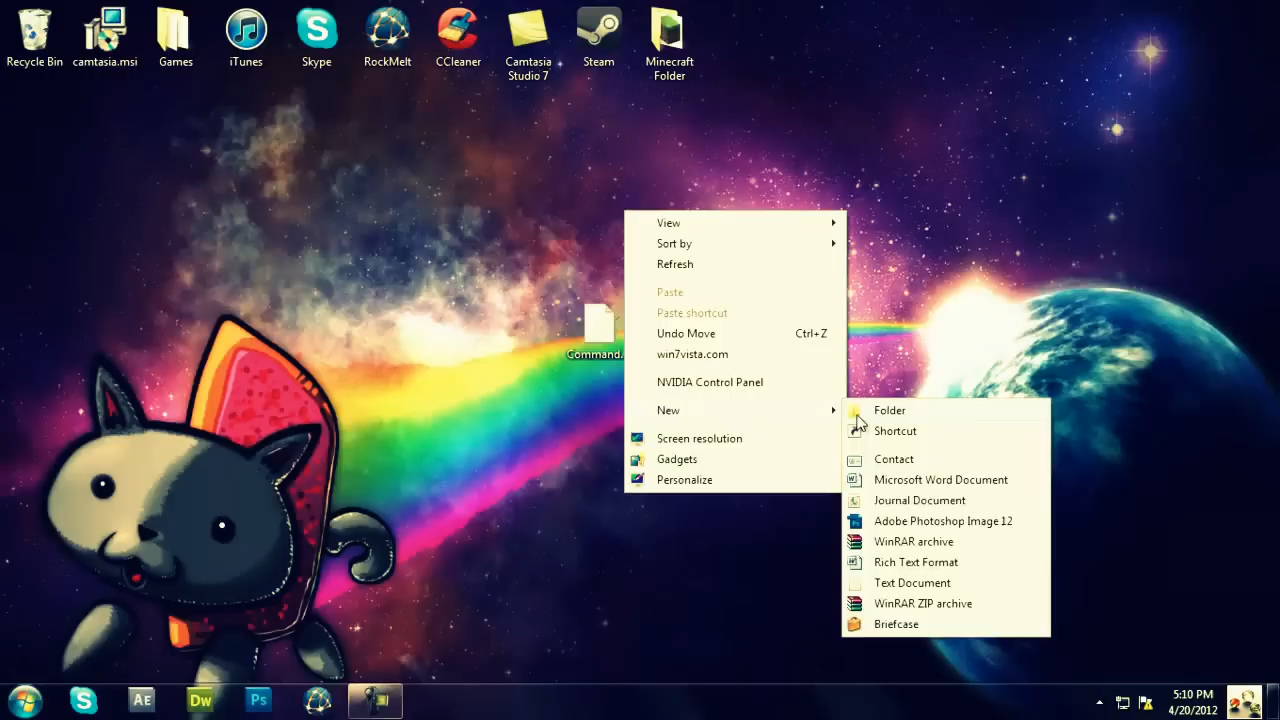 Recycle Bin
camtasia.msi
Games
iTunes
Skype
RockMelt
CCleaner
Camtasia
Studio 7
Steam
Minecraft
Folder
Command.
View
Sort by
Refresh
Paste
Paste shortcut
Undo Move Ctrl+Z
win7vista.com
NVIDIA Control Panel
New
Screen resolution
Gadgets
Personalize
Folder
Shortcut
Contact
Microsoft Word Document
Journal Document
Adobe Photoshop Image 12
WinRAR archive
Rich Text Format
Text Document
WinRAR ZIP archive
Briefcase
AE
Dw
Ps
5:10 PM
4/20/2012